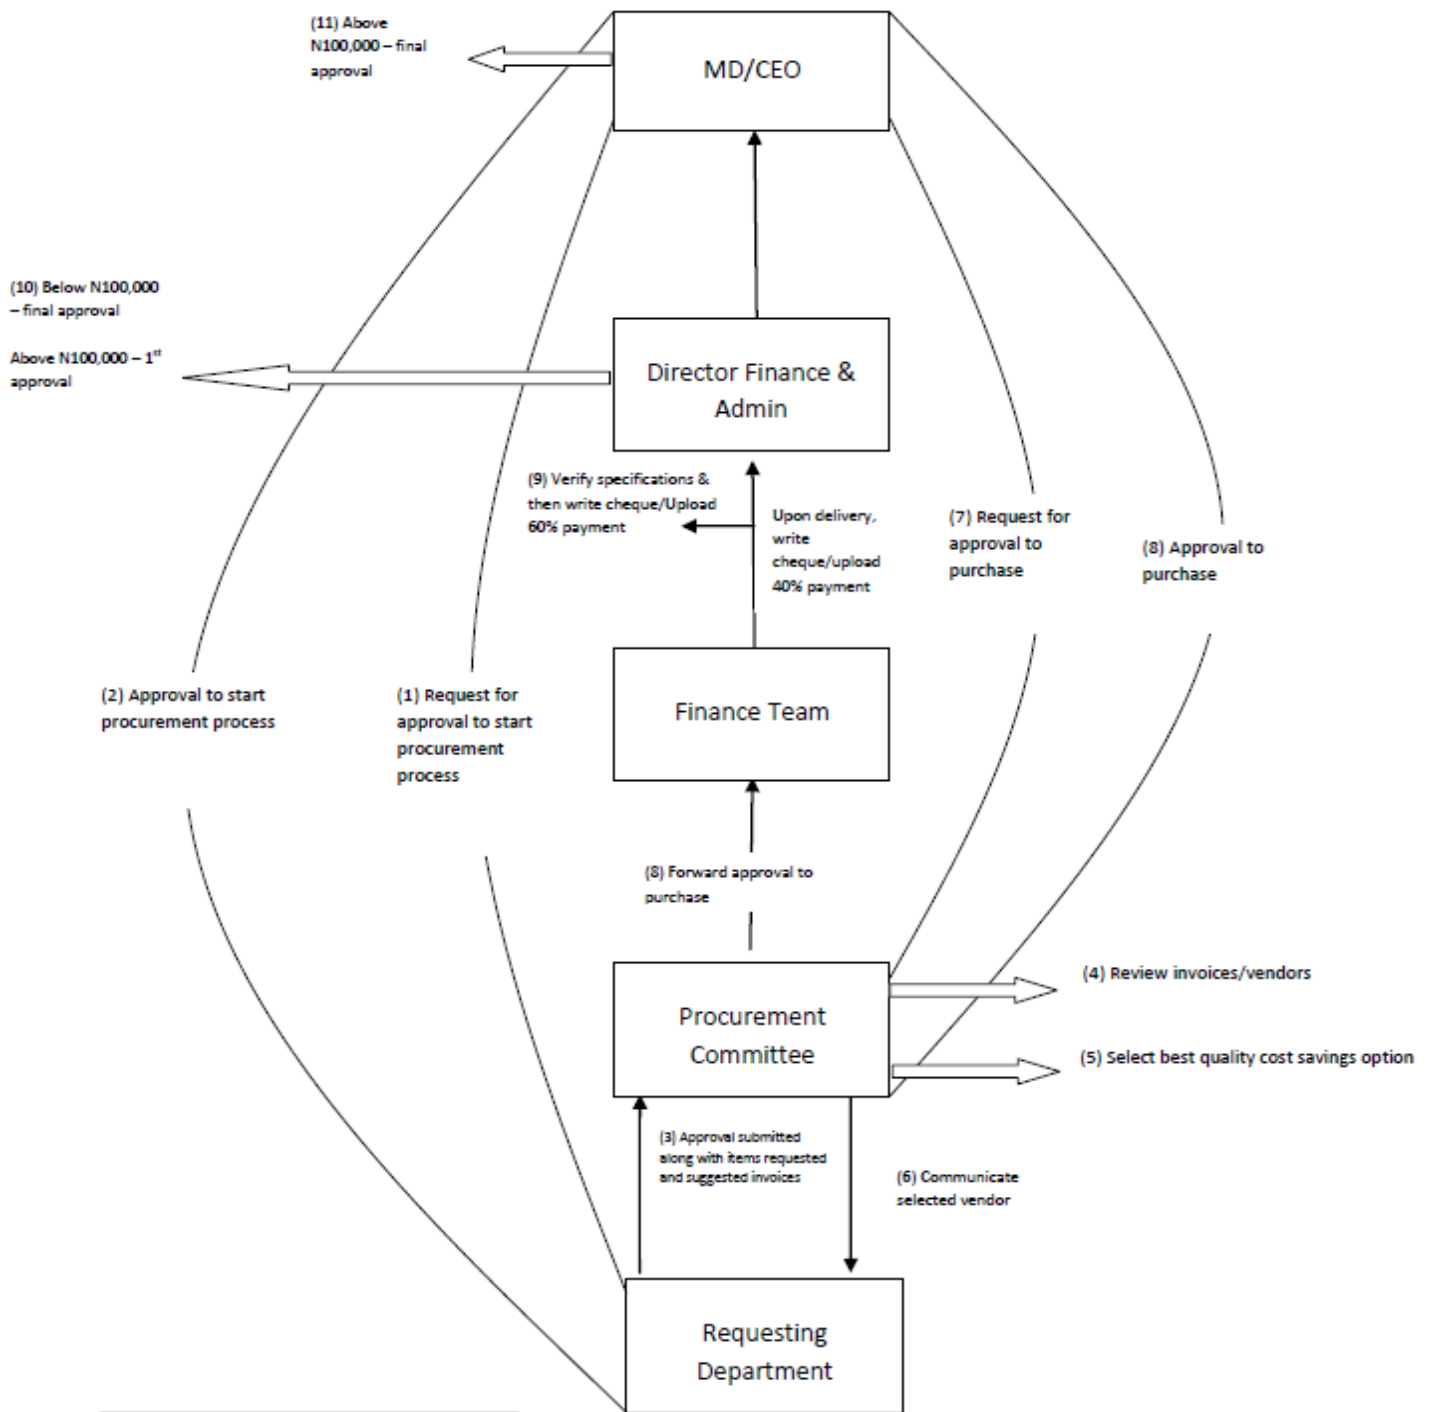 (11) Above
N100,000 – final
approval
MD/CEO
(10) Below N100,000
– final approval
Above N100,000 – 1st
approval
Director Finance &
Admin
(9) Verify specifications &
then write cheque/Upload
60% payment
Upon delivery,
write
cheque/upload
40% payment
(7) Request for
approval to
purchase
(8) Approval to
purchase
(2) Approval to start
procurement process
(1) Request for
approval to start
procurement
process
Finance Team
(8) Forward approval to
purchase
Procurement
Committee
(4) Review invoices/vendors
(5) Select best quality cost savings option
(3) Approval submitted
along with items requested
and suggested invoices
(6) Communicate
selected vendor
Requesting
Department